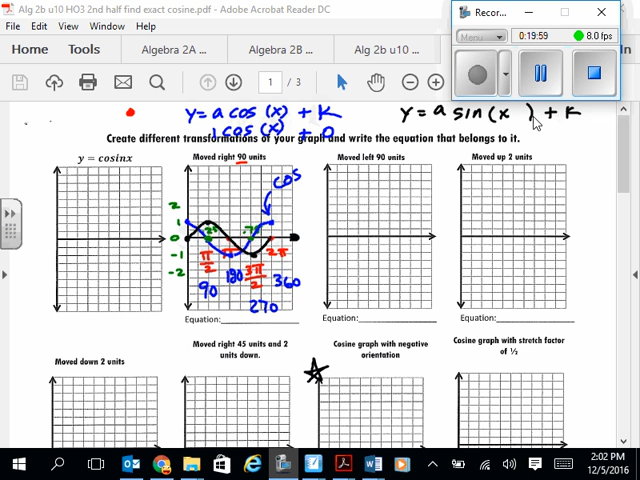 Alg 2b u10 HO3 2nd half find exact cosine.pdf - Adobe Acrobat Reader DC
File Edit View Window Help
Home Tools Algebra 2A ... Algebra 2B ... Alg 2b u10 ...
1 / 3
Recor...
Menu
0:19:59
8.0 fps
y = a cos(x) + k
1 cos(x) + 0
y = a sin(x ) + k
Create different transformations of your graph and write the equation that belongs to it.
y = cosinx
Moved right 90 units
Moved left 90 units
Moved up 2 units
cos
2
1
0
-1
-2
.25
.75
π/2
π
3π/2
2π
90
180
270
360
Equation:
Equation:
Equation:
Moved down 2 units
Moved right 45 units and 2 units down.
Cosine graph with negative orientation
Cosine graph with stretch factor of ½
2:02 PM
12/5/2016